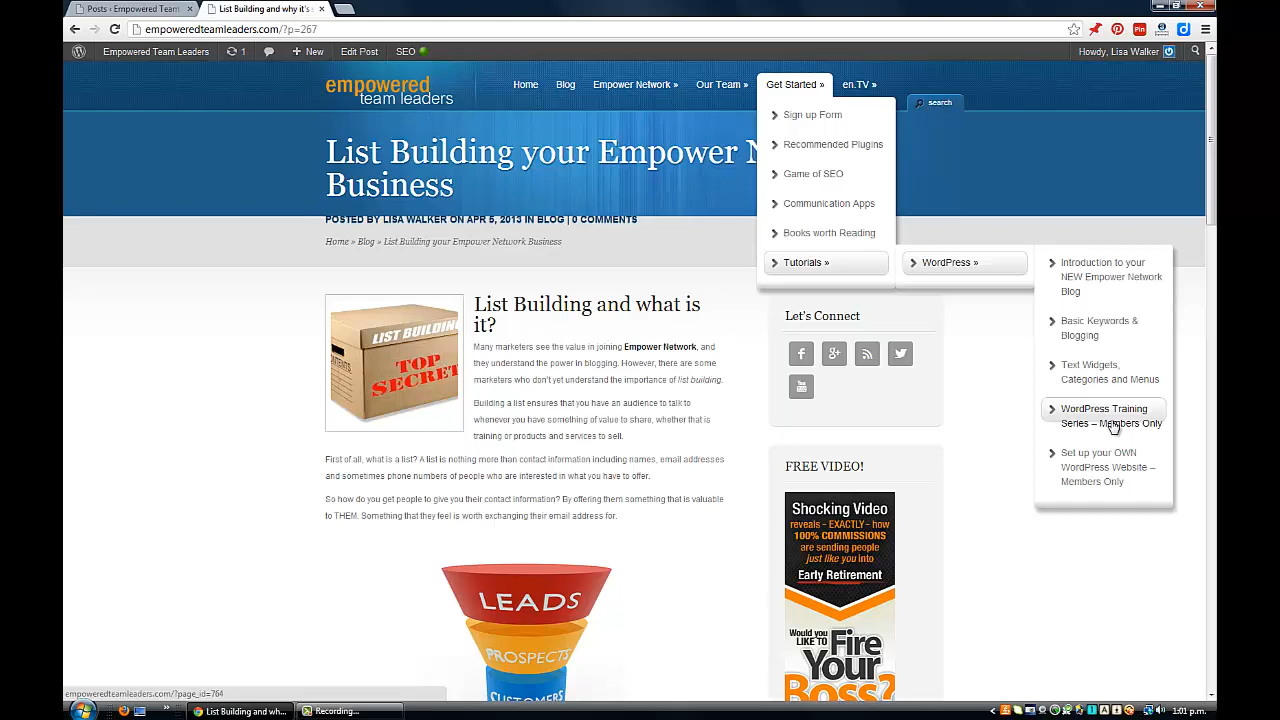 Posts ‹ Empowered Team
List Building and why it's
empoweredteamleaders.com/?p=267
Empowered Team Leaders
1
New
Edit Post
SEO
Howdy, Lisa Walker
empowered
team leaders
Home
Blog
Empower Network »
Our Team »
Get Started »
en.TV »
search
Sign up Form
Recommended Plugins
Game of SEO
Communication Apps
Books worth Reading
Tutorials »
WordPress »
Introduction to your
NEW Empower Network
Blog
Basic Keywords &
Blogging
Text Widgets,
Categories and Menus
WordPress Training
Series – Members Only
Set up your OWN
WordPress Website –
Members Only
List Building your Empower N
Business
POSTED BY LISA WALKER ON APR 5, 2013 IN BLOG | 0 COMMENTS
Home » Blog » List Building your Empower Network Business
LIST BUILDING
TOP
SECRET
List Building and what is
it?
Many marketers see the value in joining Empower Network, and
they understand the power in blogging. However, there are some
marketers who don't yet understand the importance of list building.
Building a list ensures that you have an audience to talk to
whenever you have something of value to share, whether that is
training or products and services to sell.
First of all, what is a list? A list is nothing more than contact information including names, email addresses
and sometimes phone numbers of people who are interested in what you have to offer.
So how do you get people to give you their contact information? By offering them something that is valuable
to THEM. Something that they feel is worth exchanging their email address for.
LEADS
PROSPECTS
CUSTOMERS
Let's Connect
FREE VIDEO!
Shocking Video
reveals – EXACTLY – how
100% COMMISSIONS
are sending people
just like you into
Early Retirement
Would you
LIKE TO
Fire
Your
Boss?
empoweredteamleaders.com/?page_id=764
List Building and wh...
Recording...
1:01 p.m.